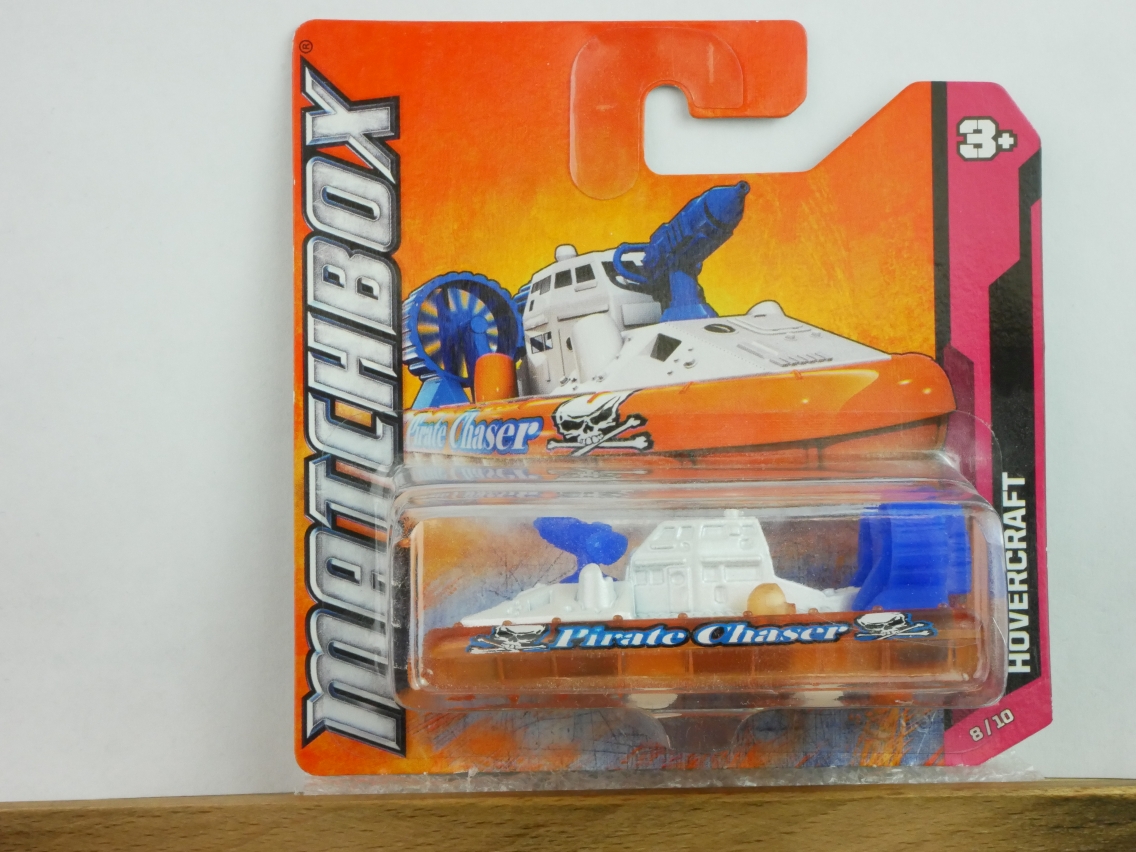 MATCHBOX®
3+
Pirate Chaser
Pirate Chaser
HOVERCRAFT
8/10